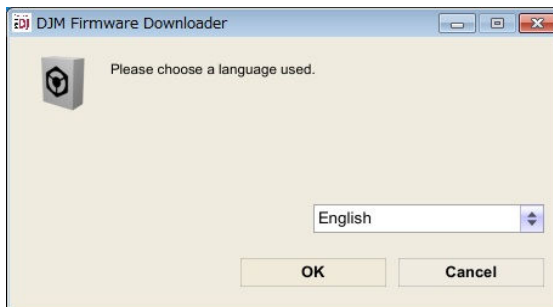 DJM Firmware Downloader
Please choose a language used.
English
OK
Cancel